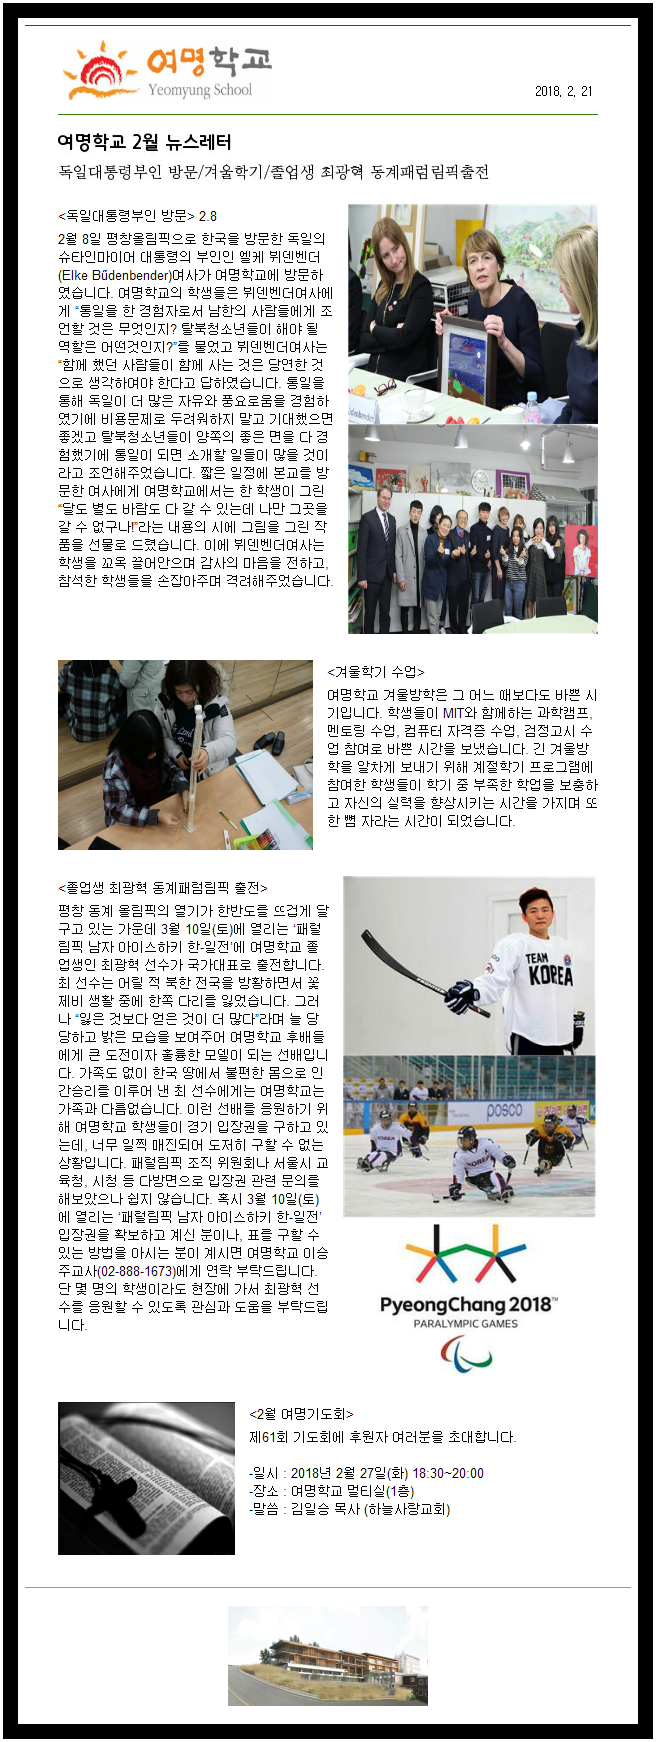 여명학교
Yeomyung School
2018, 2, 21
여명학교 2월 뉴스레터
독일대통령부인 방문/겨울학기/졸업생 최광혁 동계패럴림픽출전
<독일대통령부인 방문> 2.8
2월 8일 평창올림픽으로 한국을 방문한 독일의
슈타인마이어 대통령의 부인인 엘케 뷔덴벤더
(Elke Bűdenbender)여사가 여명학교에 방문하
였습니다. 여명학교의 학생들은 뷔덴벤더여사에
게 “통일을 한 경험자로서 남한의 사람들에게 조
언할 것은 무엇인지? 탈북청소년들이 해야 될
역할은 어떤것인지?”를 물었고 뷔덴벤더여사는
“함께 했던 사람들이 함께 사는 것은 당연한 것
으로 생각하여야 한다고 답하였습니다. 통일을
통해 독일이 더 많은 자유와 풍요로움을 경험하
였기에 비용문제로 두려워하지 말고 기대했으면
좋겠고 탈북청소년들이 양쪽의 좋은 면을 다 경
험했기에 통일이 되면 소개할 일들이 많을 것이
라고 조언해주었습니다. 짧은 일정에 본교를 방
문한 여사에게 여명학교에서는 한 학생이 그린
“달도 별도 바람도 다 갈 수 있는데 나만 그곳을
갈 수 없구나!”라는 내용의 시에 그림을 그린 작
품을 선물로 드렸습니다. 이에 뷔덴벤더여사는
학생을 꼬옥 끌어안으며 감사의 마음을 전하고,
참석한 학생들을 손잡아주며 격려해주었습니다.
üdenbender
<겨울학기 수업>
여명학교 겨울방학은 그 어느 때보다도 바쁜 시
기입니다. 학생들이 MIT와 함께하는 과학캠프,
멘토링 수업, 컴퓨터 자격증 수업, 검정고시 수
업 참여로 바쁜 시간을 보냈습니다. 긴 겨울방
학을 알차게 보내기 위해 계절학기 프로그램에
참여한 학생들이 학기 중 부족한 학업을 보충하
고 자신의 실력을 향상시키는 시간을 가지며 또
한 뼘 자라는 시간이 되었습니다.
<졸업생 최광혁 동계패럴림픽 출전>
평창 동계 올림픽의 열기가 한반도를 뜨겁게 달
구고 있는 가운데 3월 10일(토)에 열리는 ‘패럴
림픽 남자 아이스하키 한-일전’에 여명학교 졸
업생인 최광혁 선수가 국가대표로 출전합니다.
최 선수는 어릴 적 북한 전국을 방황하면서 꽃
제비 생활 중에 한쪽 다리를 잃었습니다. 그러
나 “잃은 것보다 얻은 것이 더 많다”라며 늘 당
당하고 밝은 모습을 보여주어 여명학교 후배들
에게 큰 도전이자 훌륭한 모델이 되는 선배입니
다. 가족도 없이 한국 땅에서 불편한 몸으로 인
간승리를 이루어 낸 최 선수에게는 여명학교는
가족과 다름없습니다. 이런 선배를 응원하기 위
해 여명학교 학생들이 경기 입장권을 구하고 있
는데, 너무 일찍 매진되어 도저히 구할 수 없는
상황입니다. 패럴림픽 조직 위원회나 서울시 교
육청, 시청 등 다방면으로 입장권 관련 문의를
해보았으나 쉽지 않습니다. 혹시 3월 10일(토)
에 열리는 ‘패럴림픽 남자 아이스하키 한-일전’
입장권을 확보하고 계신 분이나, 표를 구할 수
있는 방법을 아시는 분이 계시면 여명학교 이승
주교사(02-888-1673)에게 연락 부탁드립니다.
단 몇 명의 학생이라도 현장에 가서 최광혁 선
수를 응원할 수 있도록 관심과 도움을 부탁드립
니다.
TEAM
KOREA
posco
KOREA
PyeongChang 2018™
PARALYMPIC GAMES
<2월 여명기도회>
제61회 기도회에 후원자 여러분을 초대합니다.
-일시 : 2018년 2월 27일(화) 18:30~20:00
-장소 : 여명학교 멀티실(1층)
-말씀 : 김일승 목사 (하늘사랑교회)